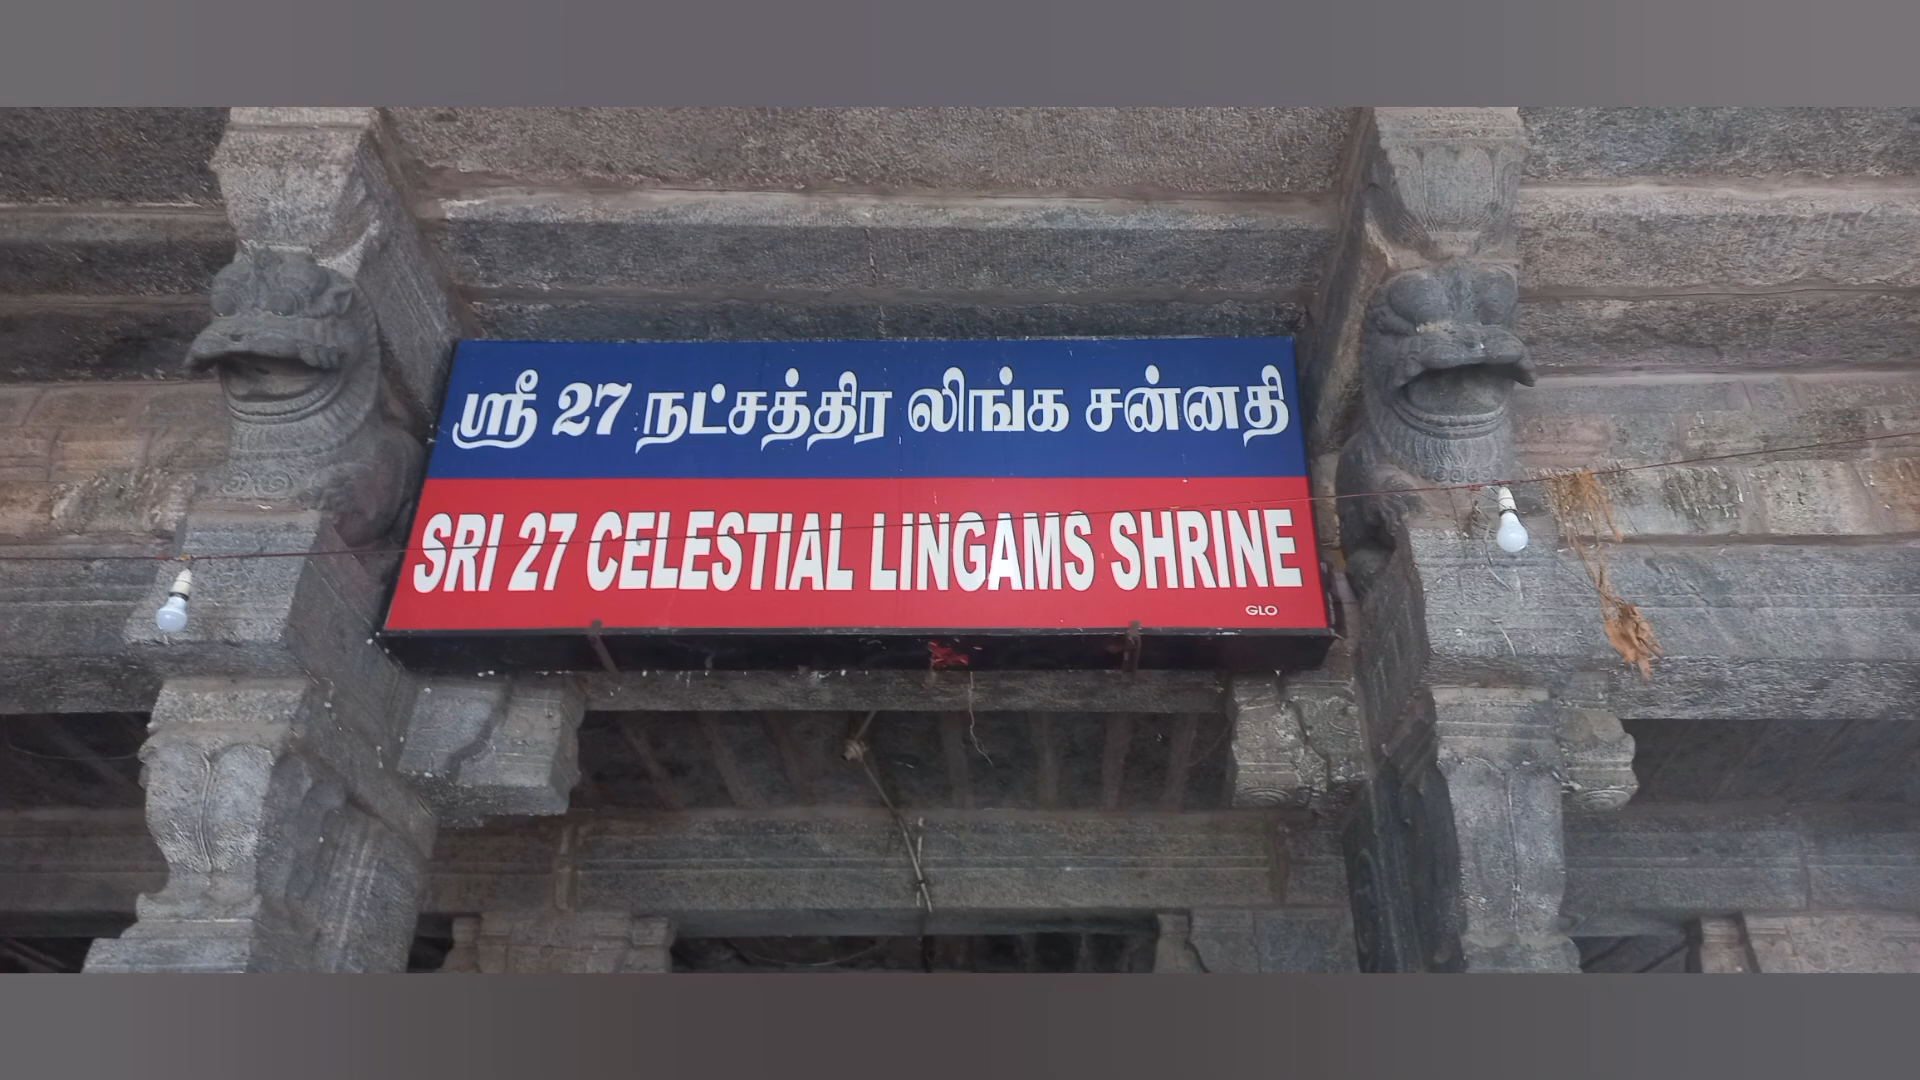 ஸ்ரீ 27 நட்சத்திர லிங்க சன்னதி
SRI 27 CELESTIAL LINGAMS SHRINE
GLO